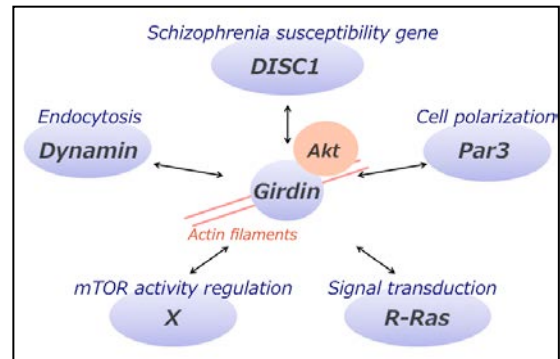 Schizophrenia susceptibility gene
DISC1
Endocytosis
Dynamin
Cell polarization
Par3
Akt
Girdin
Actin filaments
mTOR activity regulation
X
Signal transduction
R-Ras